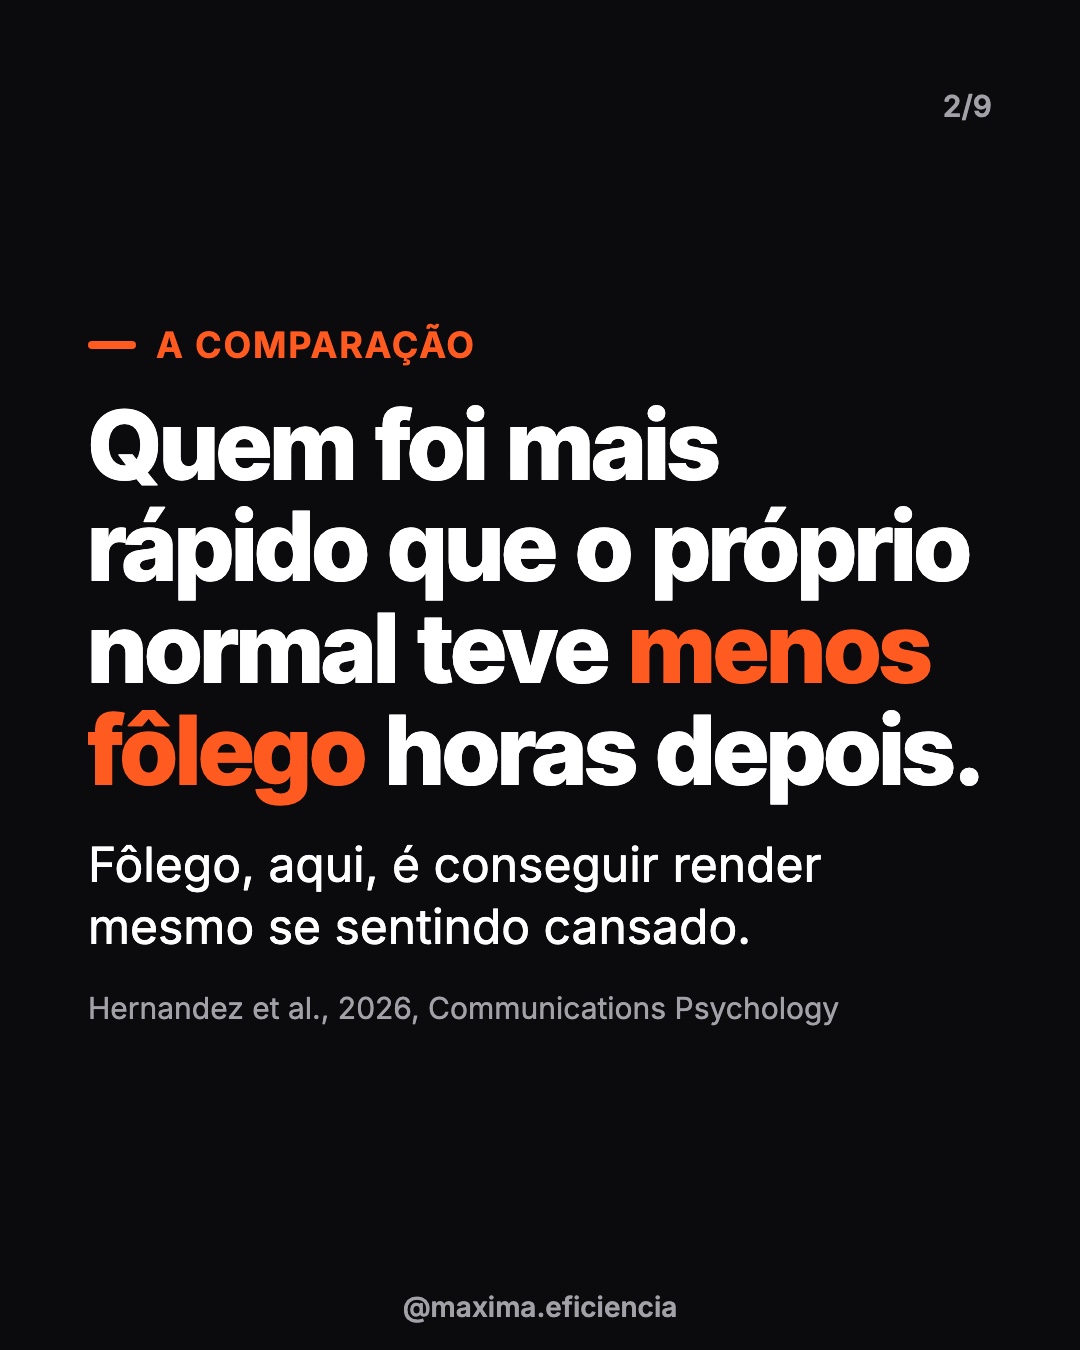 2/9
A COMPARAÇÃO
Quem foi mais
rápido que o próprio
normal teve menos
fôlego horas depois.
Fôlego, aqui, é conseguir render
mesmo se sentindo cansado.
Hernandez et al., 2026, Communications Psychology
@maxima.eficiencia